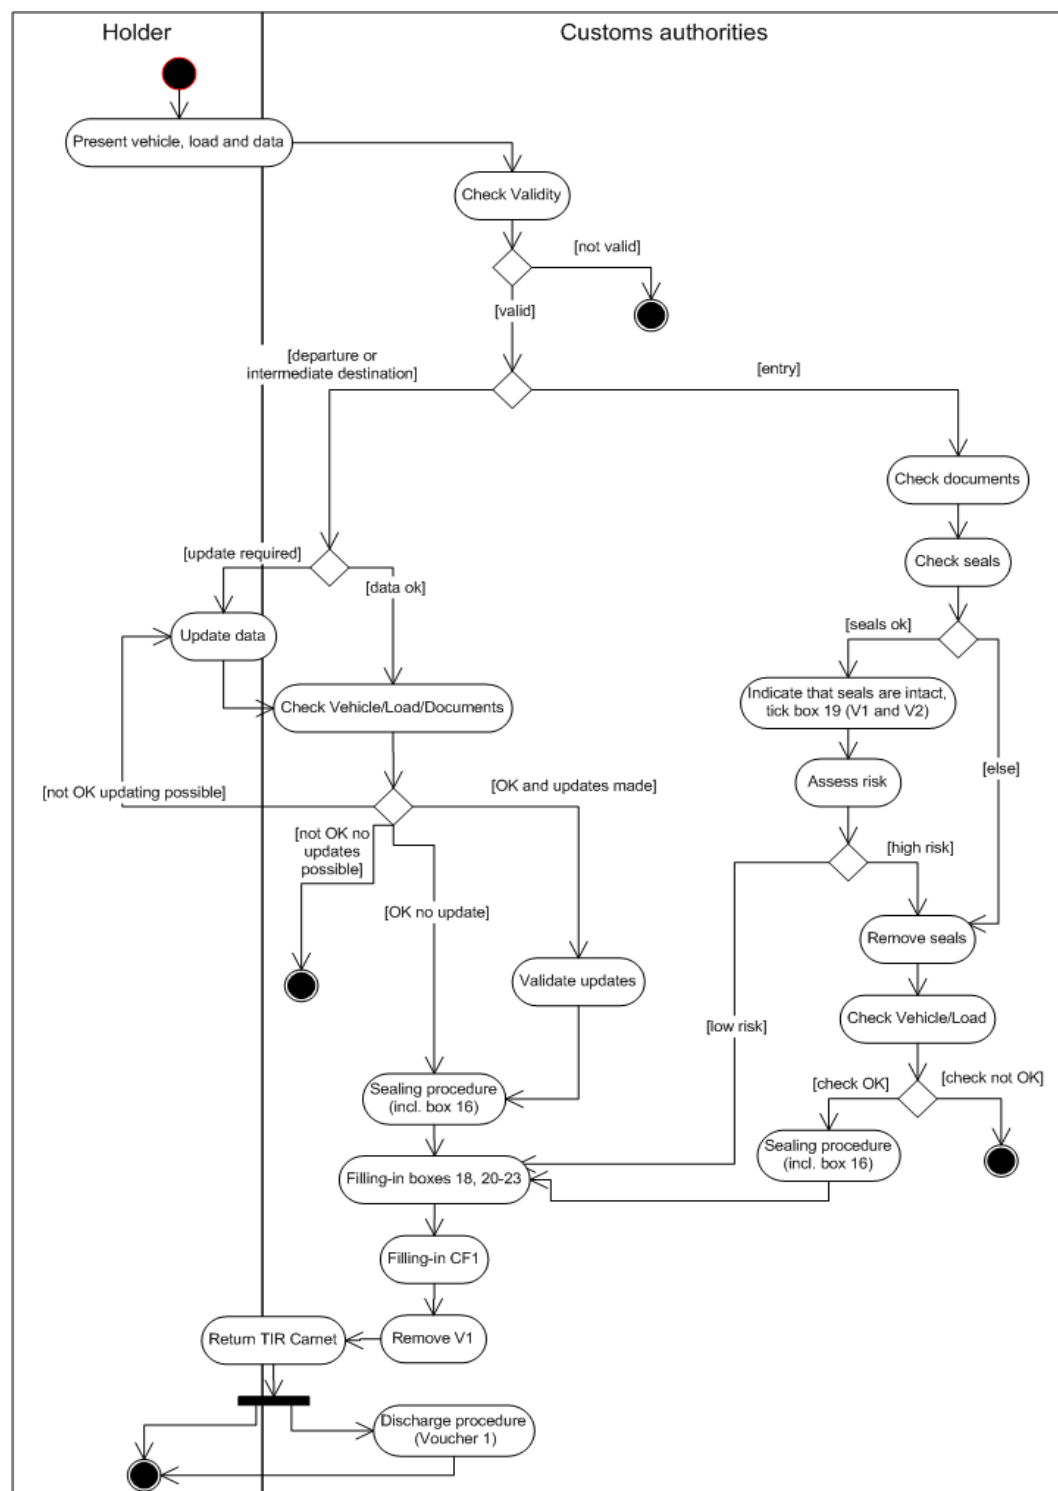 Holder
Customs authorities
Present vehicle, load and data
Check Validity
[not valid]
[valid]
[departure or
intermediate destination]
[entry]
Check documents
[update required]
Check seals
[data ok]
[seals ok]
Update data
Indicate that seals are intact,
tick box 19 (V1 and V2)
Check Vehicle/Load/Documents
[else]
Assess risk
[not OK updating possible]
[OK and updates made]
[not OK no
updates
possible]
[high risk]
[OK no update]
Remove seals
Validate updates
Check Vehicle/Load
[low risk]
[check OK]
[check not OK]
Sealing procedure
(incl. box 16)
Sealing procedure
(incl. box 16)
Filling-in boxes 18, 20-23
Filling-in CF1
Return TIR Carnet
Remove V1
Discharge procedure
(Voucher 1)